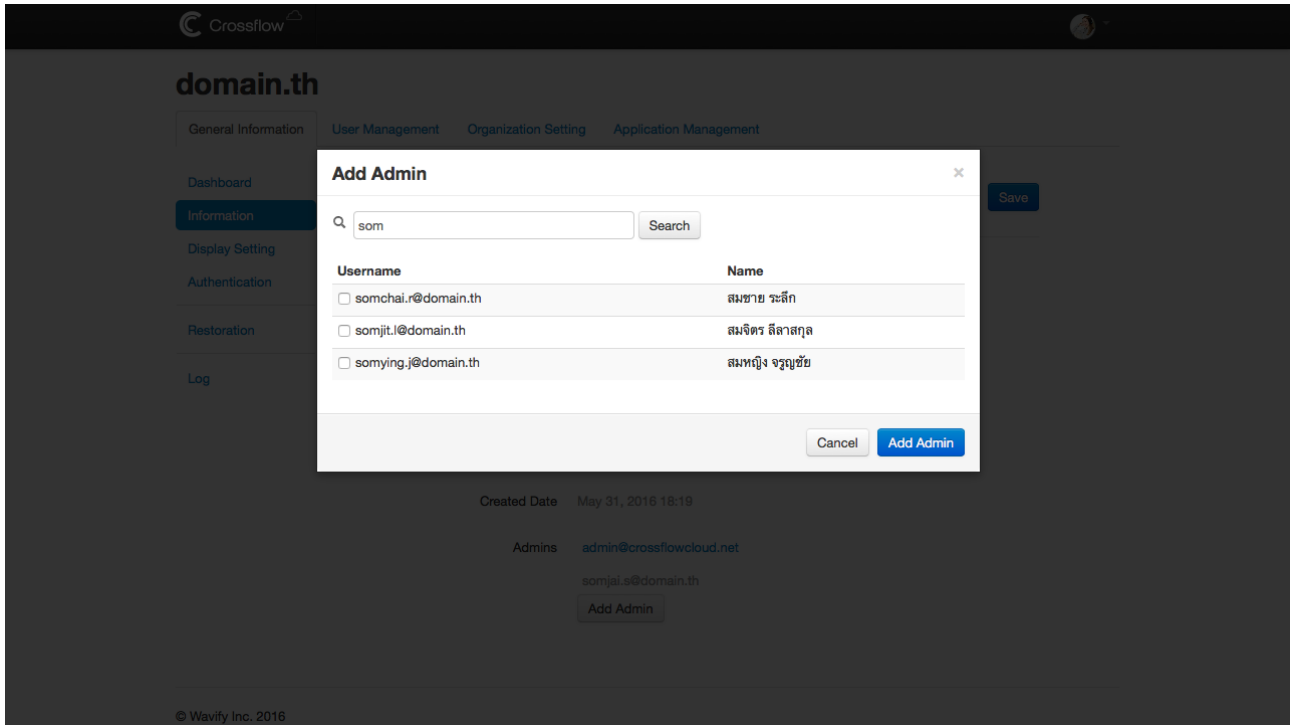 Crossflow
domain.th
General Information User Management Organization Setting Application Management
Dashboard
Information
Display Setting
Authentication
Restoration
Log
Save
Add Admin ×
som Search
Username Name
somchai.r@domain.th สมชาย ระลึก
somjit.l@domain.th สมจิตร ลีลาสกุล
somying.j@domain.th สมหญิง จรูญชัย
Cancel Add Admin
Created Date May 31, 2016 18:19
Admins admin@crossflowcloud.net
somjai.s@domain.th
Add Admin
© Wavify Inc. 2016